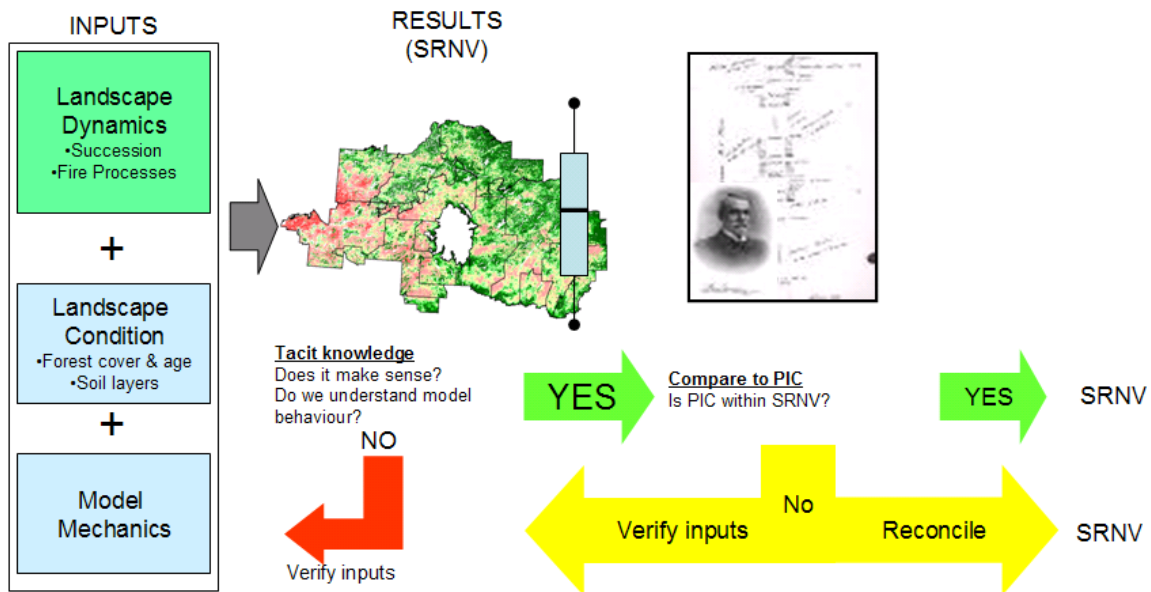 INPUTS
Landscape
Dynamics
•Succession
•Fire Processes
+
Landscape
Condition
•Forest cover & age
•Soil layers
+
Model
Mechanics
RESULTS
(SRNV)
Tacit knowledge
Does it make sense?
Do we understand model
behaviour?
NO
Verify inputs
YES
Compare to PIC
Is PIC within SRNV?
YES
SRNV
No
Verify inputs
Reconcile
SRNV